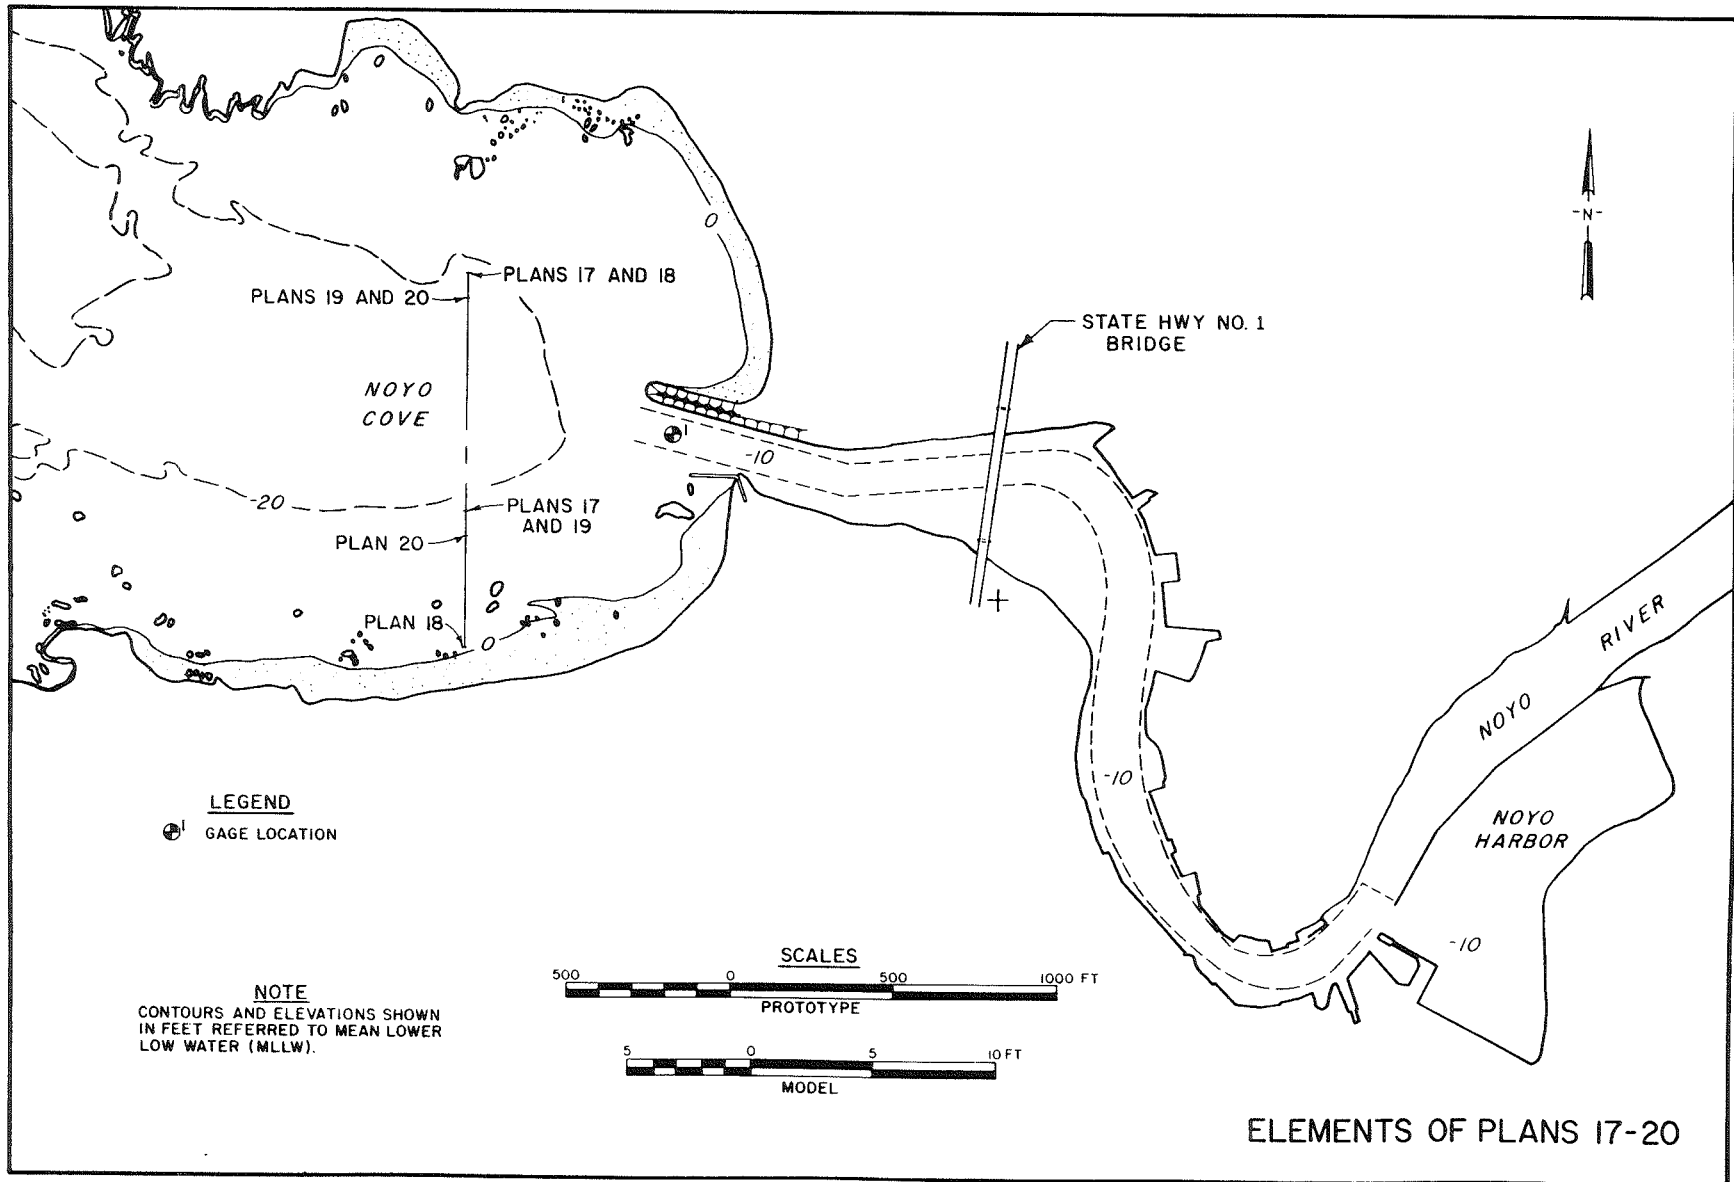 0
-N-
PLANS 17 AND 18
PLANS 19 AND 20
STATE HWY NO. 1
BRIDGE
NOYO
COVE
1
-10
-20
PLANS 17
AND 19
PLAN 20
PLAN 18
0
NOYO RIVER
-10
NOYO
HARBOR
-10
LEGEND
1 GAGE LOCATION
NOTE
CONTOURS AND ELEVATIONS SHOWN
IN FEET REFERRED TO MEAN LOWER
LOW WATER (MLLW).
SCALES
500 0 500 1000 FT
PROTOTYPE
5 0 5 10 FT
MODEL
ELEMENTS OF PLANS 17-20